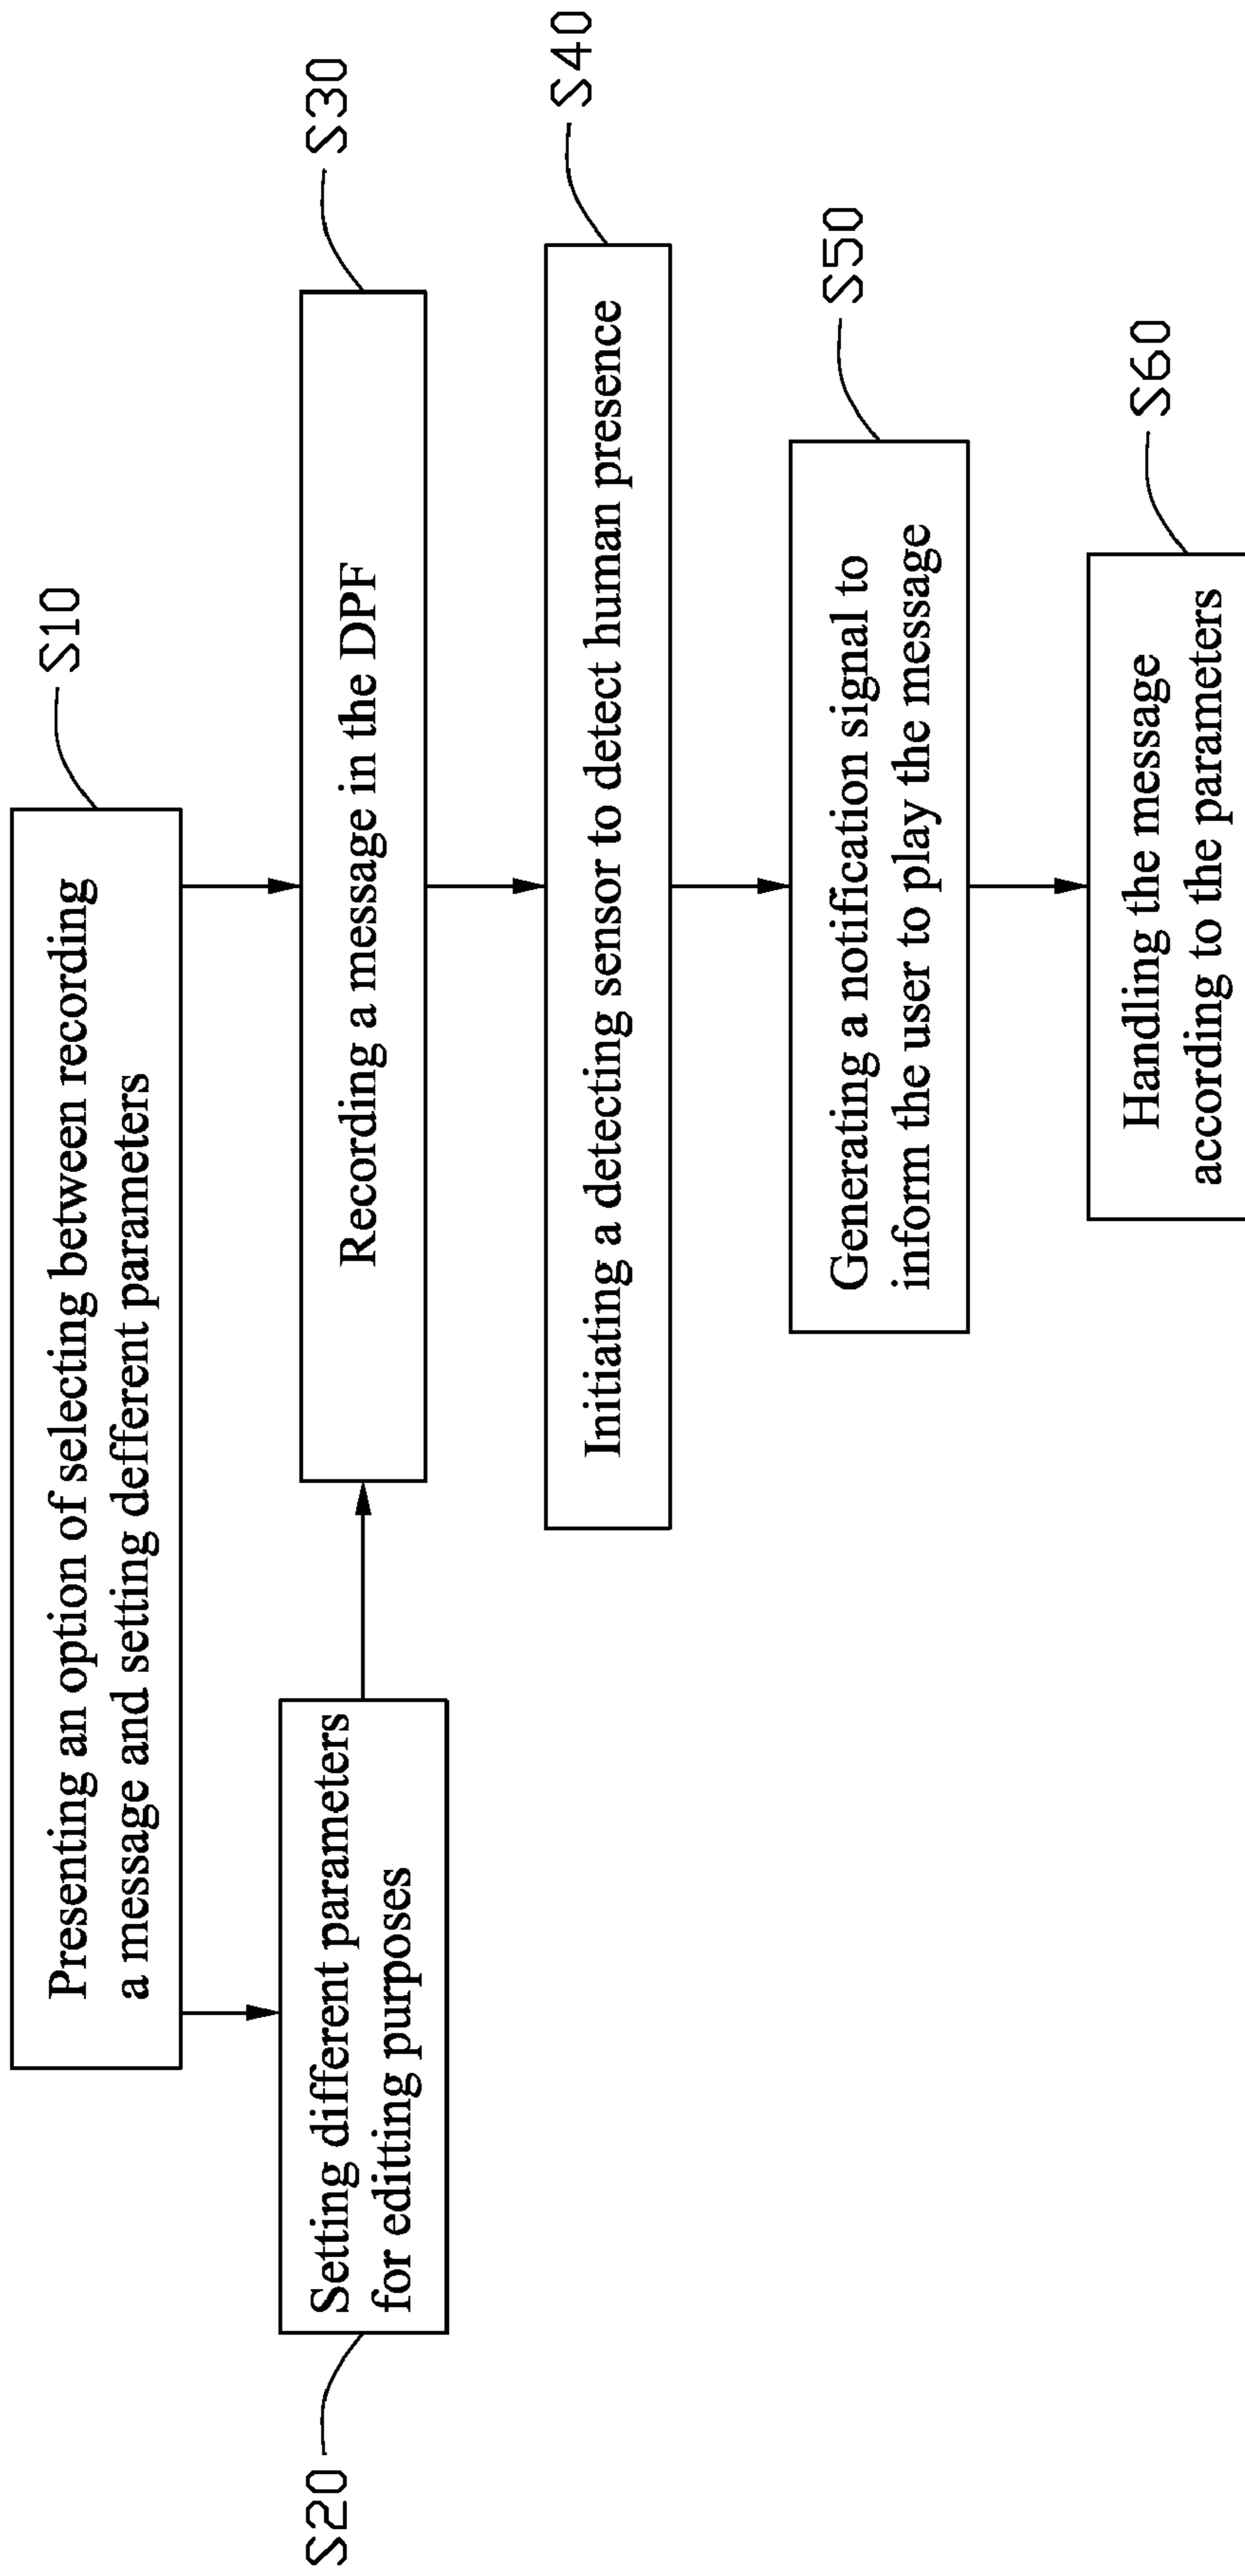 Presenting an option of selecting between recording
a message and setting defferent parameters
S10
S20
Setting different parameters
for editting purposes
Recording a message in the DPF
S30
Initiating a detecting sensor to detect human presence
S40
Generating a notification signal to
inform the user to play the message
S50
Handling the message
according to the parameters
S60